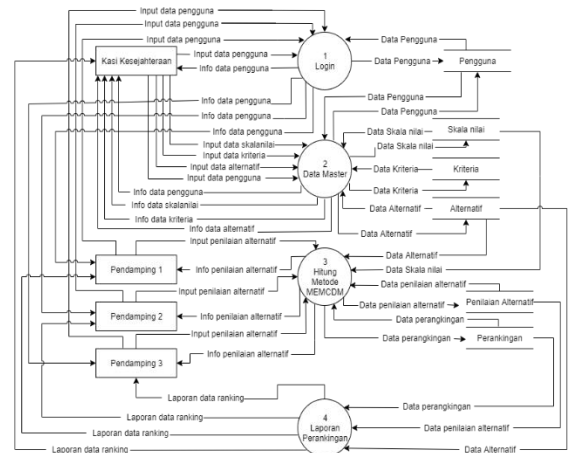 Input data pengguna
Input data pengguna
Input data pengguna
Data Pengguna
Kasi Kesejahteraan
Input data pengguna
Info data pengguna
1
Login
Data Pengguna
Pengguna
Info data pengguna
Info data pengguna
Info data pengguna
Data Pengguna
Data Pengguna
Input data skalanilai
Input data kriteria
Input data alternatif
Input data pengguna
2
Data Master
Data Skala nilai
Data Skala nilai
Skala nilai
Data Kriteria
Data Kriteria
Kriteria
Info data pengguna
Info data skalanilai
Info data kriteria
Info data alternatif
Data Alternatif
Data Alternatif
Alternatif
Input penilaian alternatif
Pendamping 1
Info penilaian alternatif
Input penilaian alternatif
3
Hitung
Metode
MEMCDM
Data Alternatif
Data Skala nilai
Data penilaian alternatif
Data penilaian alternatif
Penilaian Alternatif
Pendamping 2
Info penilaian alternatif
Input penilaian alternatif
Data perangkingan
Data perangkingan
Perankingan
Pendamping 3
Info penilaian alternatif
Laporan data ranking
Laporan data ranking
Laporan data ranking
Laporan data ranking
4
Laporan
Perankingan
Data perangkingan
Data penilaian alternatif
Data Alternatif